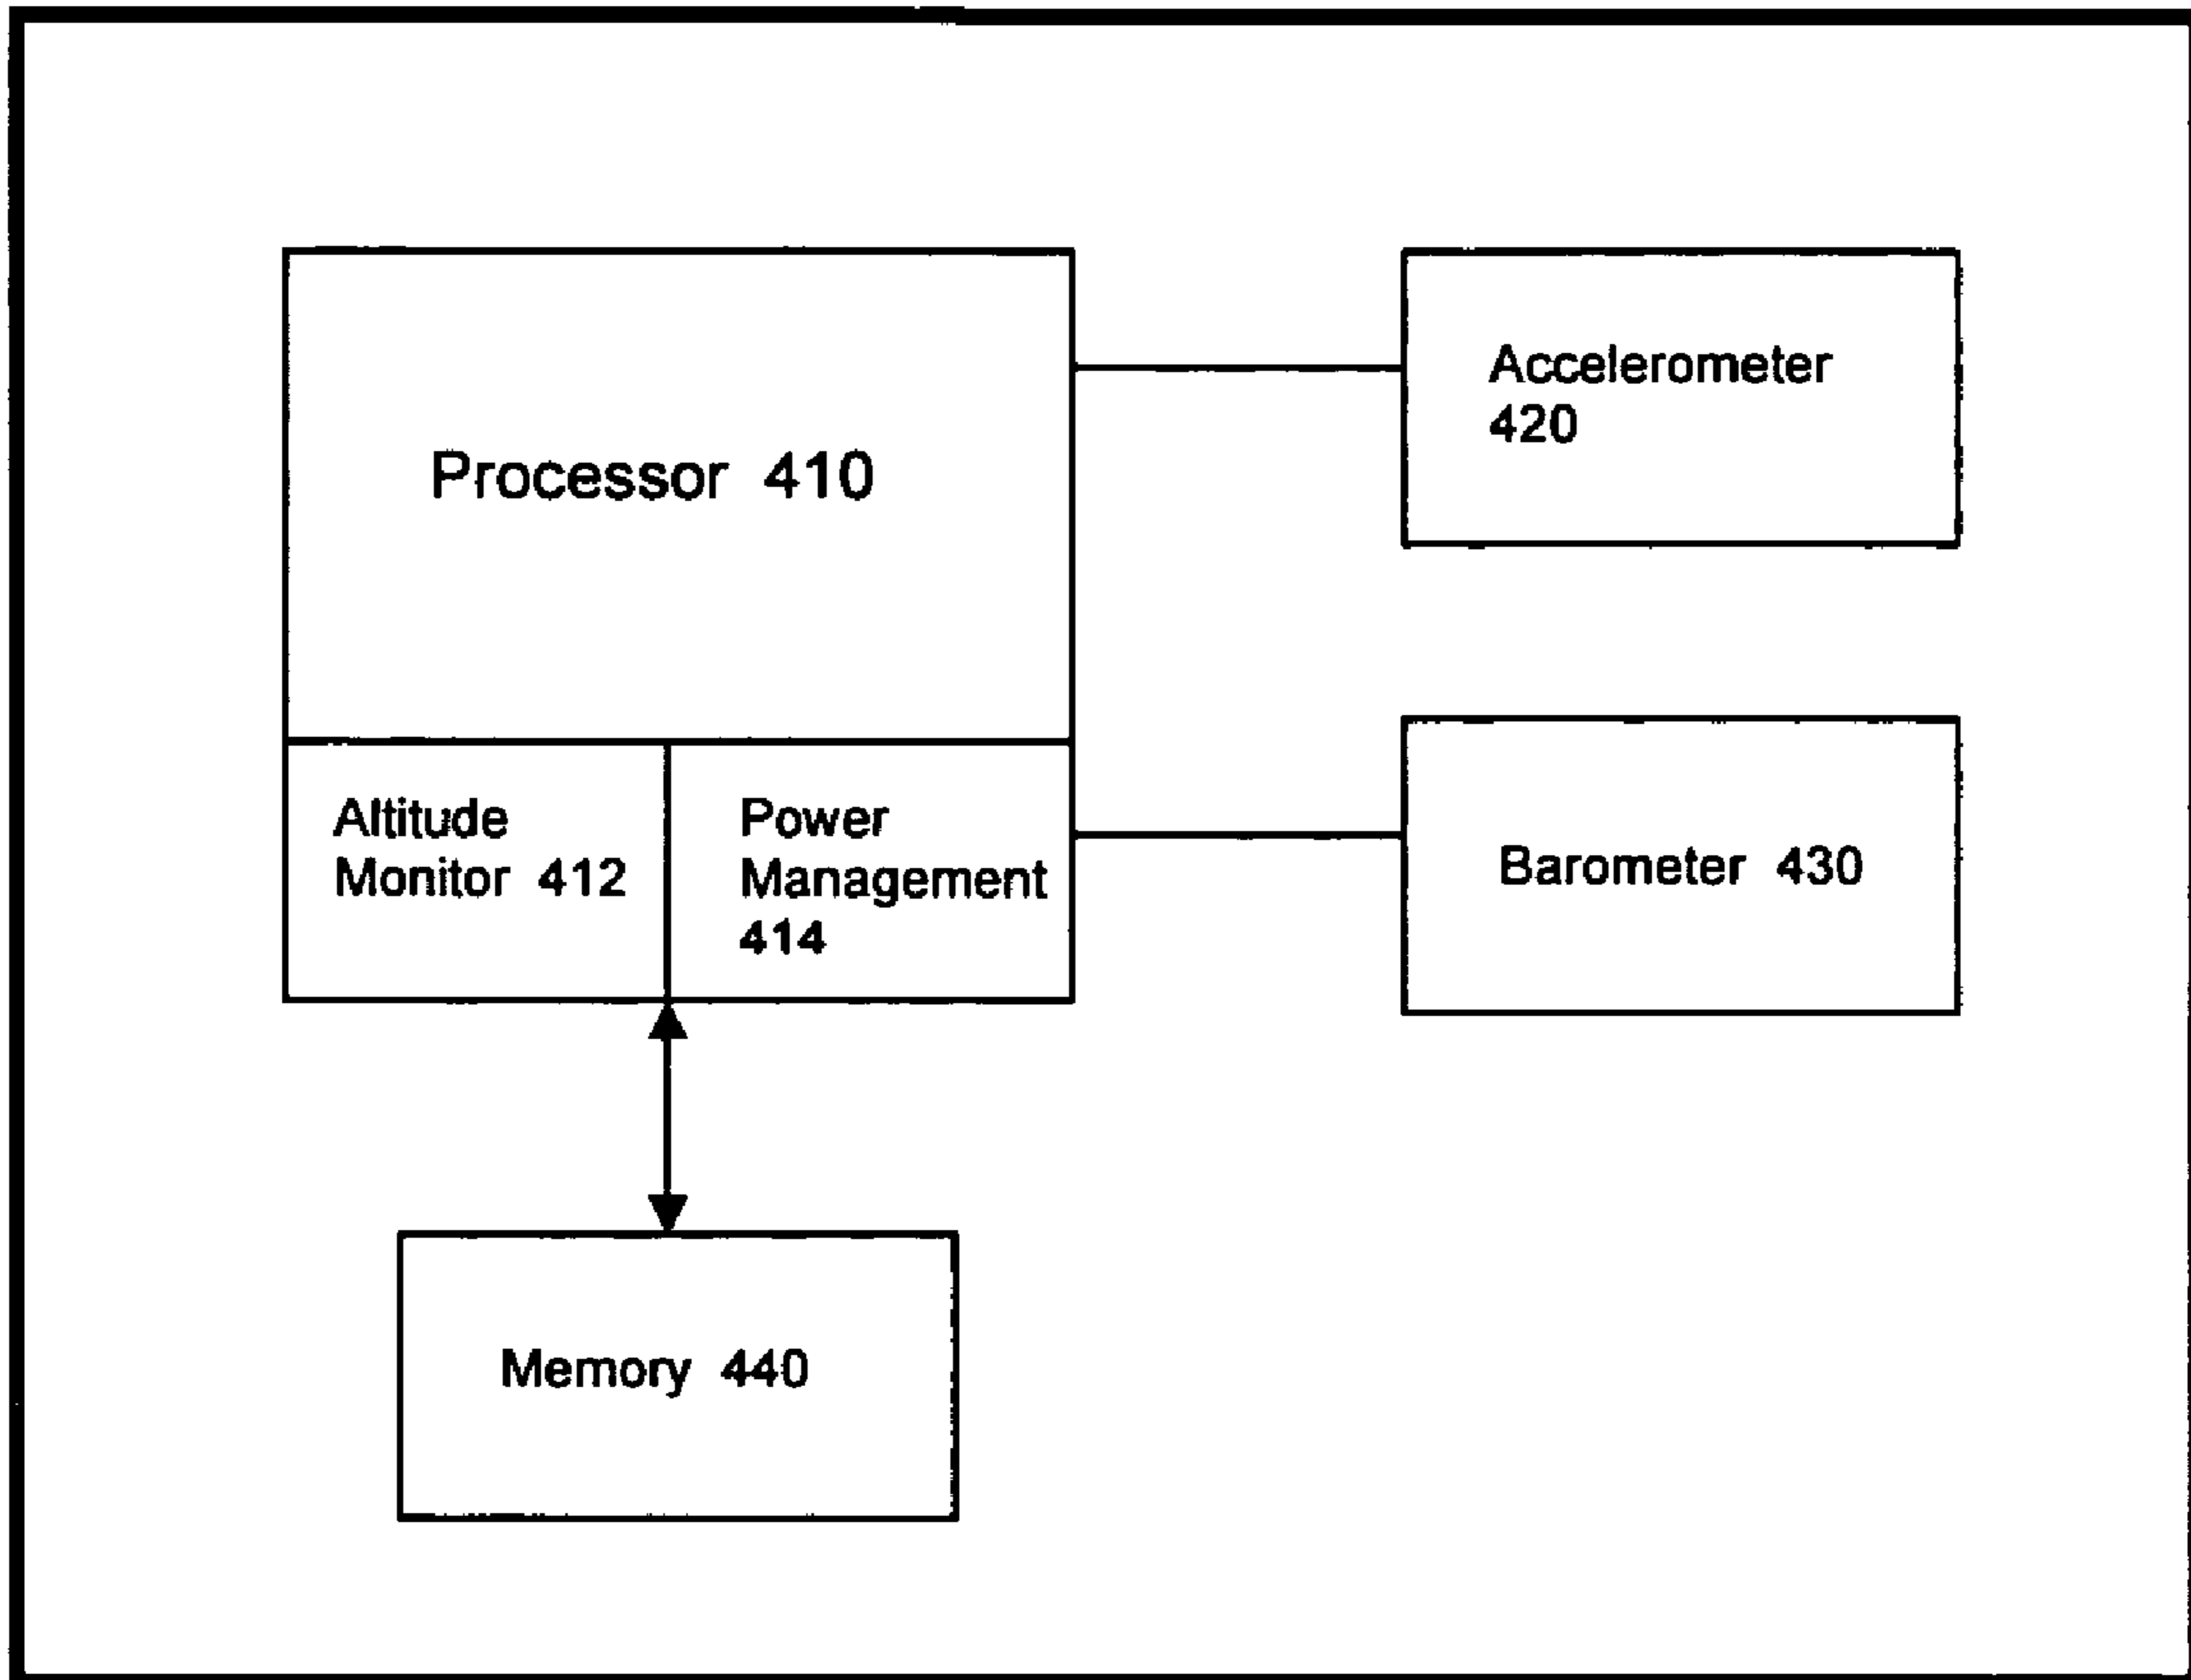 Processor 410
Accelerometer
420
Altitude
Monitor 412
Power
Management
414
Barometer 430
Memory 440